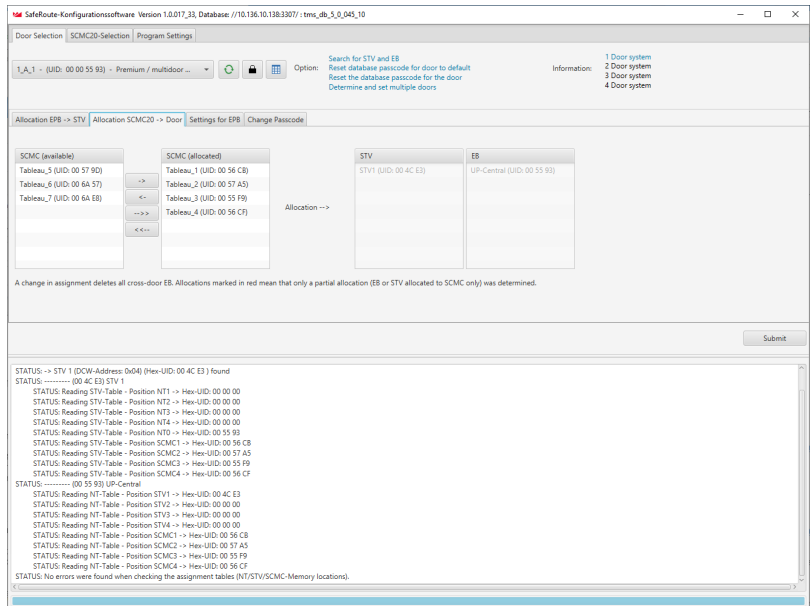 SafeRoute-Konfigurationssoftware Version 1.0.017_33, Database: //10.136.10.138:3307/ : tms_db_5_0_045_10
Door Selection SCMC20-Selection Program Settings
1_A_1 - (UID: 00 00 55 93) - Premium / multidoor ...
Option:
Search for STV and EB
Reset database passcode for door to default
Reset the database passcode for the door
Determine and set multiple doors
Information:
1 Door system
2 Door system
3 Door system
4 Door system
Allocation EPB -> STV Allocation SCMC20 -> Door Settings for EPB Change Passcode
SCMC (available)
Tableau_5 (UID: 00 57 9D)
Tableau_6 (UID: 00 6A 57)
Tableau_7 (UID: 00 6A E8)
->
<-
-->>
<<--
SCMC (allocated)
Tableau_1 (UID: 00 56 CB)
Tableau_2 (UID: 00 57 A5)
Tableau_3 (UID: 00 55 F9)
Tableau_4 (UID: 00 56 CF)
Allocation -->
STV EB
STV1 (UID: 00 4C E3) UP-Central (UID: 00 55 93)
A change in assignment deletes all cross-door EB. Allocations marked in red mean that only a partial allocation (EB or STV allocated to SCMC only) was determined.
Submit
STATUS: -> STV 1 (DCW-Address: 0x04) (Hex-UID: 00 4C E3 ) found
STATUS: --------- (00 4C E3) STV 1
STATUS: Reading STV-Table - Position NT1 -> Hex-UID: 00 00 00
STATUS: Reading STV-Table - Position NT2 -> Hex-UID: 00 00 00
STATUS: Reading STV-Table - Position NT3 -> Hex-UID: 00 00 00
STATUS: Reading STV-Table - Position NT4 -> Hex-UID: 00 00 00
STATUS: Reading STV-Table - Position NT0 -> Hex-UID: 00 55 93
STATUS: Reading STV-Table - Position SCMC1 -> Hex-UID: 00 56 CB
STATUS: Reading STV-Table - Position SCMC2 -> Hex-UID: 00 57 A5
STATUS: Reading STV-Table - Position SCMC3 -> Hex-UID: 00 55 F9
STATUS: Reading STV-Table - Position SCMC4 -> Hex-UID: 00 56 CF
STATUS: --------- (00 55 93) UP-Central
STATUS: Reading NT-Table - Position STV1 -> Hex-UID: 00 4C E3
STATUS: Reading NT-Table - Position STV2 -> Hex-UID: 00 00 00
STATUS: Reading NT-Table - Position STV3 -> Hex-UID: 00 00 00
STATUS: Reading NT-Table - Position STV4 -> Hex-UID: 00 00 00
STATUS: Reading NT-Table - Position SCMC1 -> Hex-UID: 00 56 CB
STATUS: Reading NT-Table - Position SCMC2 -> Hex-UID: 00 57 A5
STATUS: Reading NT-Table - Position SCMC3 -> Hex-UID: 00 55 F9
STATUS: Reading NT-Table - Position SCMC4 -> Hex-UID: 00 56 CF
STATUS: No errors were found when checking the assignment tables (NT/STV/SCMC-Memory locations).